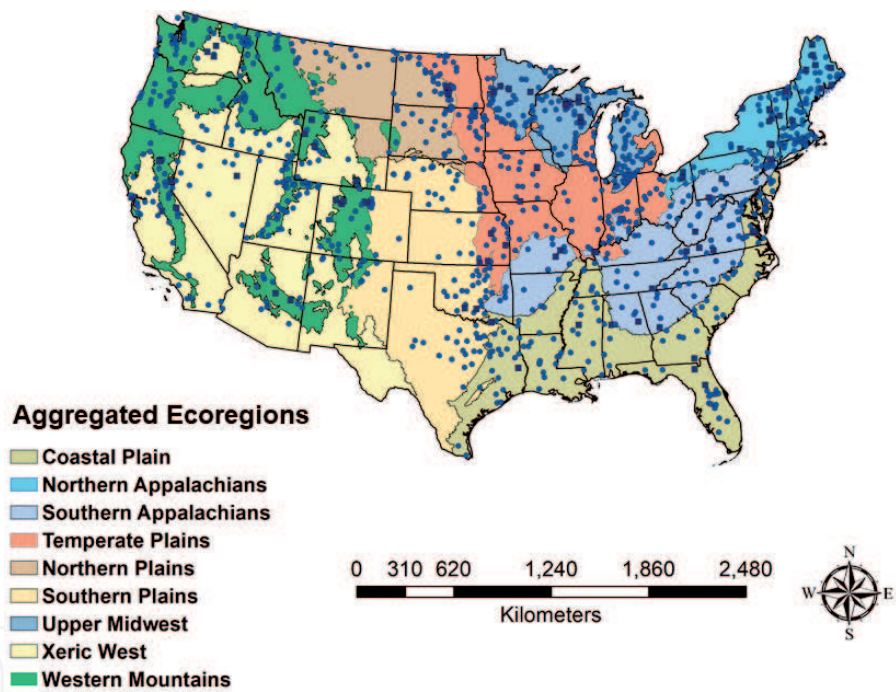 Aggregated Ecoregions
Coastal Plain
Northern Appalachians
Southern Appalachians
Temperate Plains
Northern Plains
Southern Plains
Upper Midwest
Xeric West
Western Mountains
0 310 620 1,240 1,860 2,480
Kilometers
N
W E
S